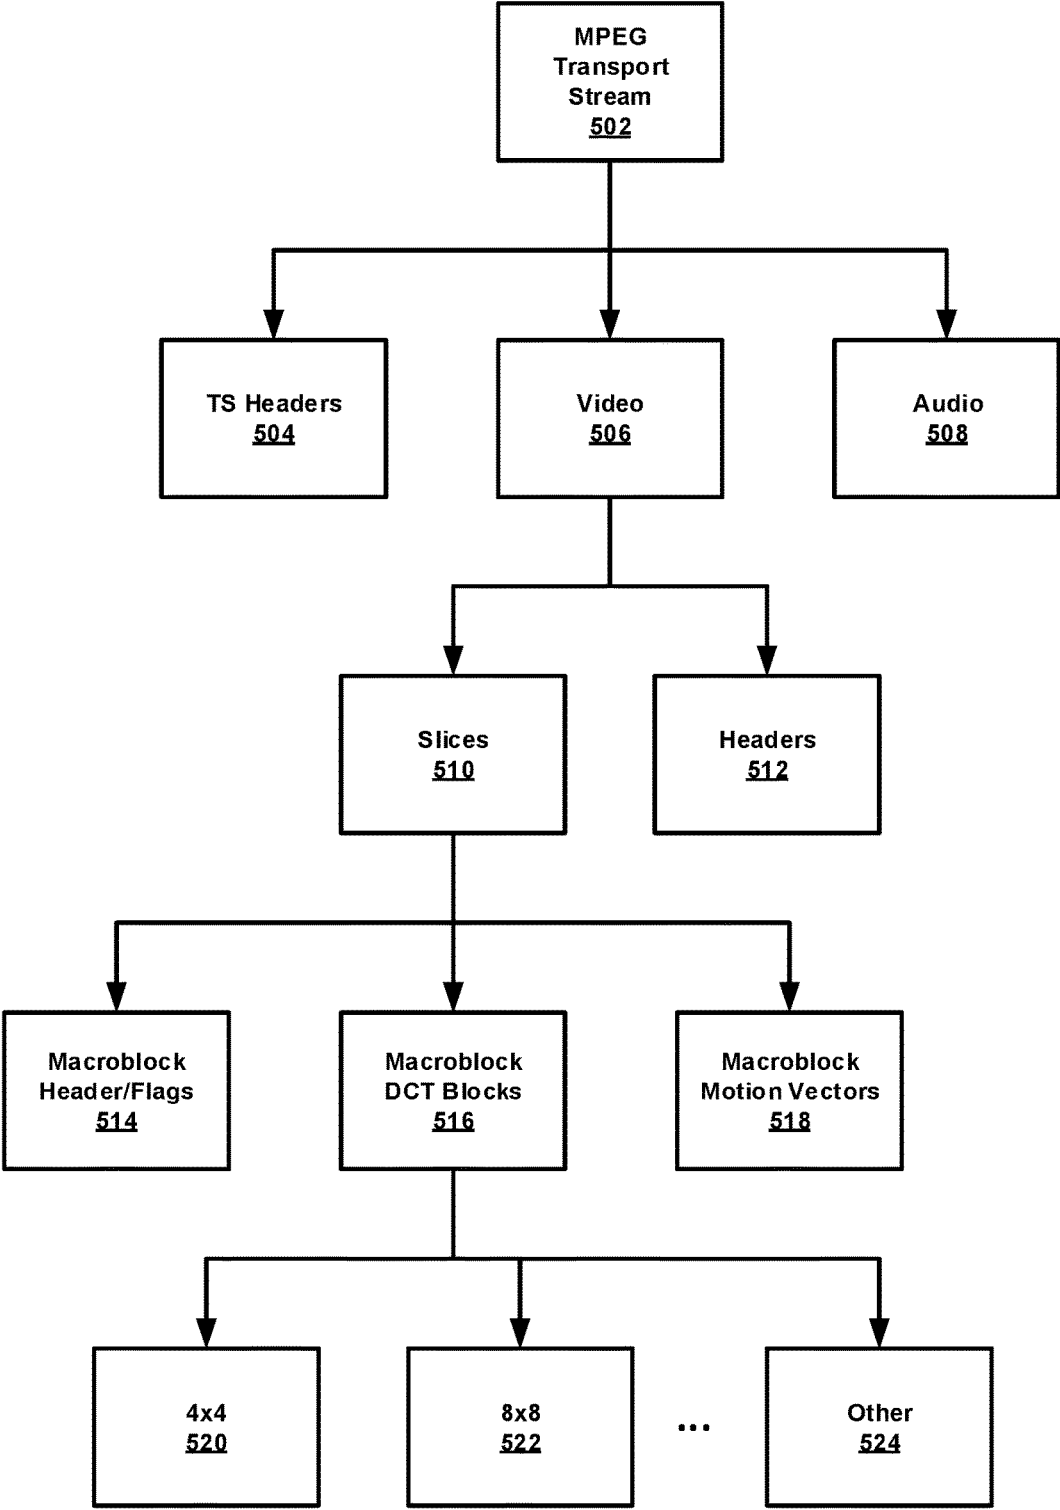 MPEG
Transport
Stream
502
TS Headers
504
Video
506
Audio
508
Slices
510
Headers
512
Macroblock
Header/Flags
514
Macroblock
DCT Blocks
516
Macroblock
Motion Vectors
518
4x4
520
8x8
522
...
Other
524